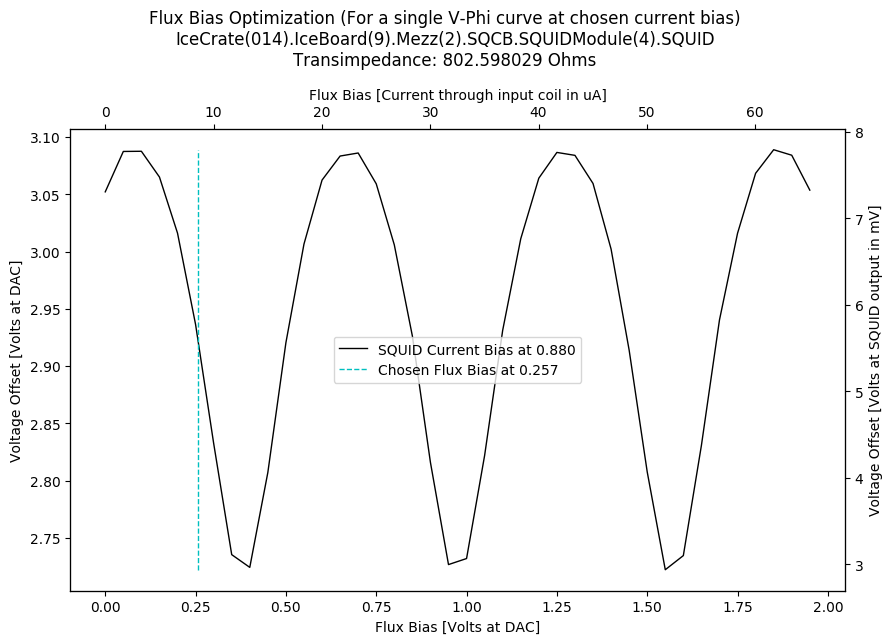 Flux Bias Optimization (For a single V-Phi curve at chosen current bias)
IceCrate(014).IceBoard(9).Mezz(2).SQCB.SQUIDModule(4).SQUID
Transimpedance: 802.598029 Ohms
Flux Bias [Current through input coil in uA]
0 10 20 30 40 50 60
3.10
3.05
3.00
2.95
2.90
2.85
2.80
2.75
Voltage Offset [Volts at DAC]
SQUID Current Bias at 0.880
Chosen Flux Bias at 0.257
8
7
6
5
4
3
Voltage Offset [Volts at SQUID output in mV]
0.00 0.25 0.50 0.75 1.00 1.25 1.50 1.75 2.00
Flux Bias [Volts at DAC]